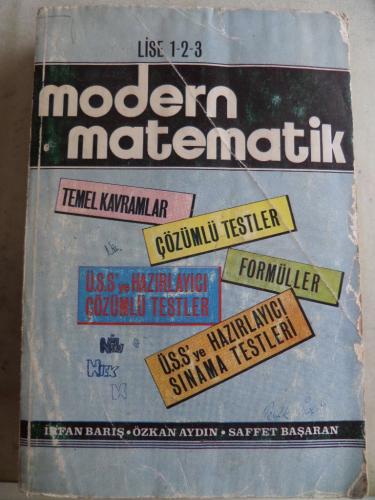 LİSE 1-2-3
modern
matematik
TEMEL KAVRAMLAR
ÇÖZÜMLÜ TESTLER
FORMÜLLER
Ü.S.S' ye HAZIRLAYICI
ÇÖZÜMLÜ TESTLER
Ü.S.S' ye HAZIRLAYICI
SINAMA TESTLERİ
İRFAN BARIŞ • ÖZKAN AYDIN • SAFFET BAŞARAN